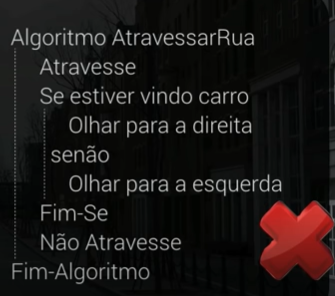 Algoritmo AtravessarRua
Atravesse
Se estiver vindo carro
Olhar para a direita
senão
Olhar para a esquerda
Fim-Se
Não Atravesse
Fim-Algoritmo